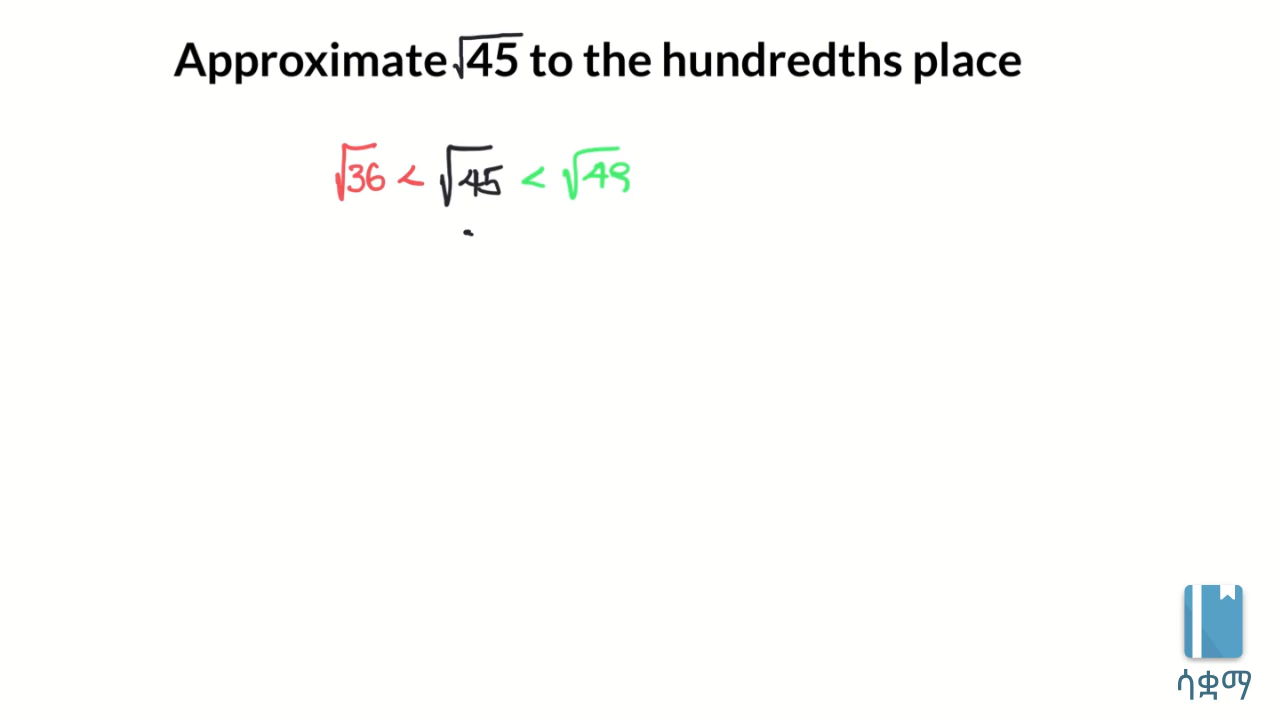 Approximate √45 to the hundredths place
√36 < √45 < √49
ሳቋማ